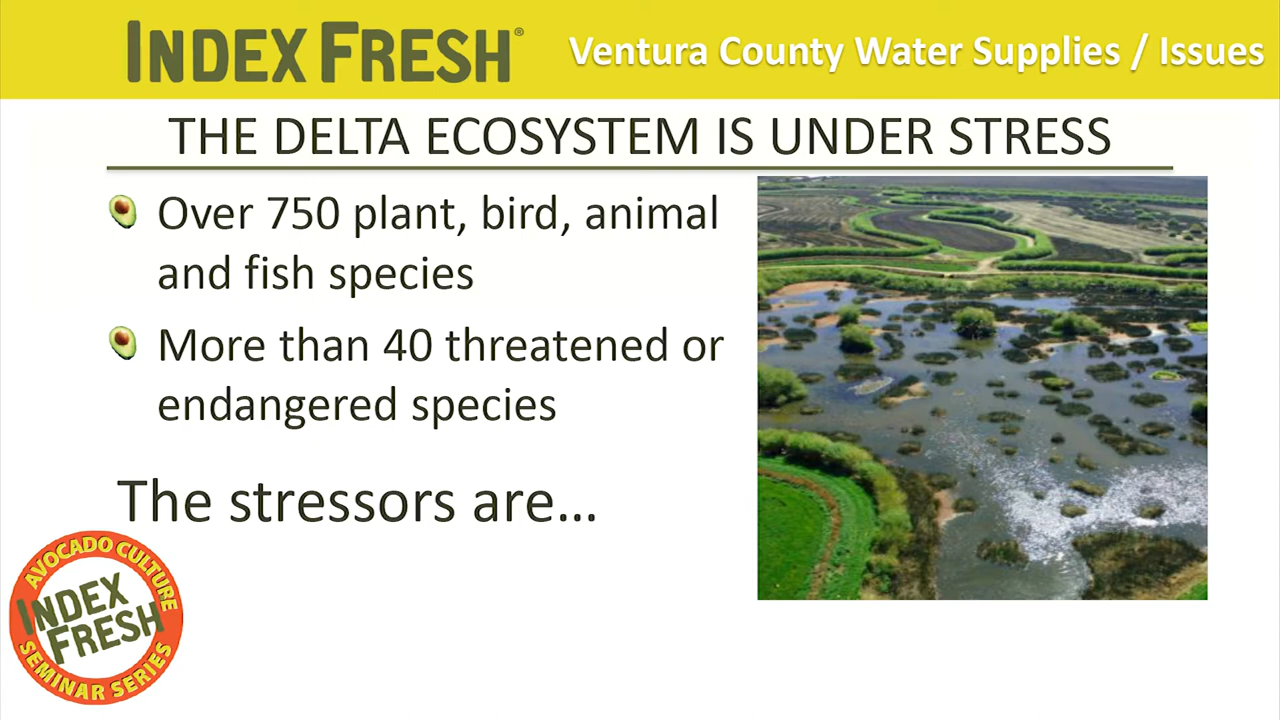 INDEX FRESH®
Ventura County Water Supplies / Issues
THE DELTA ECOSYSTEM IS UNDER STRESS
Over 750 plant, bird, animal
and fish species
More than 40 threatened or
endangered species
The stressors are...
AVOCADO CULTURE
INDEX
FRESH
SEMINAR SERIES